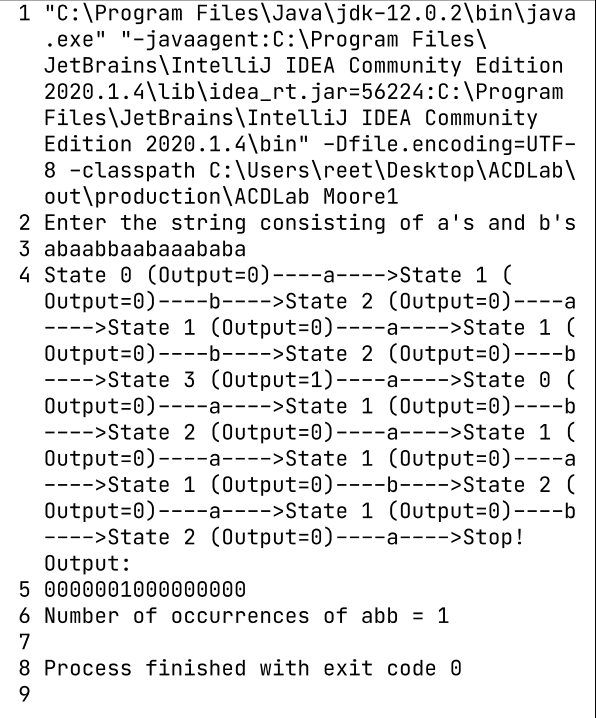 1 "C:\Program Files\Java\jdk-12.0.2\bin\java
.exe" "-javaagent:C:\Program Files\
JetBrains\IntelliJ IDEA Community Edition
2020.1.4\lib\idea_rt.jar=56224:C:\Program
Files\JetBrains\IntelliJ IDEA Community
Edition 2020.1.4\bin" -Dfile.encoding=UTF-
8 -classpath C:\Users\reet\Desktop\ACDLab\
out\production\ACDLab Moore1
2 Enter the string consisting of a's and b's
3 abaabbaabaaababa
4 State 0 (Output=0)----a---->State 1 (
Output=0)----b---->State 2 (Output=0)----a
---->State 1 (Output=0)----a---->State 1 (
Output=0)----b---->State 2 (Output=0)----b
---->State 3 (Output=1)----a---->State 0 (
Output=0)----a---->State 1 (Output=0)----b
---->State 2 (Output=0)----a---->State 1 (
Output=0)----a---->State 1 (Output=0)----a
---->State 1 (Output=0)----b---->State 2 (
Output=0)----a---->State 1 (Output=0)----b
---->State 2 (Output=0)----a---->Stop!
Output:
5 0000001000000000
6 Number of occurrences of abb = 1
7
8 Process finished with exit code 0
9